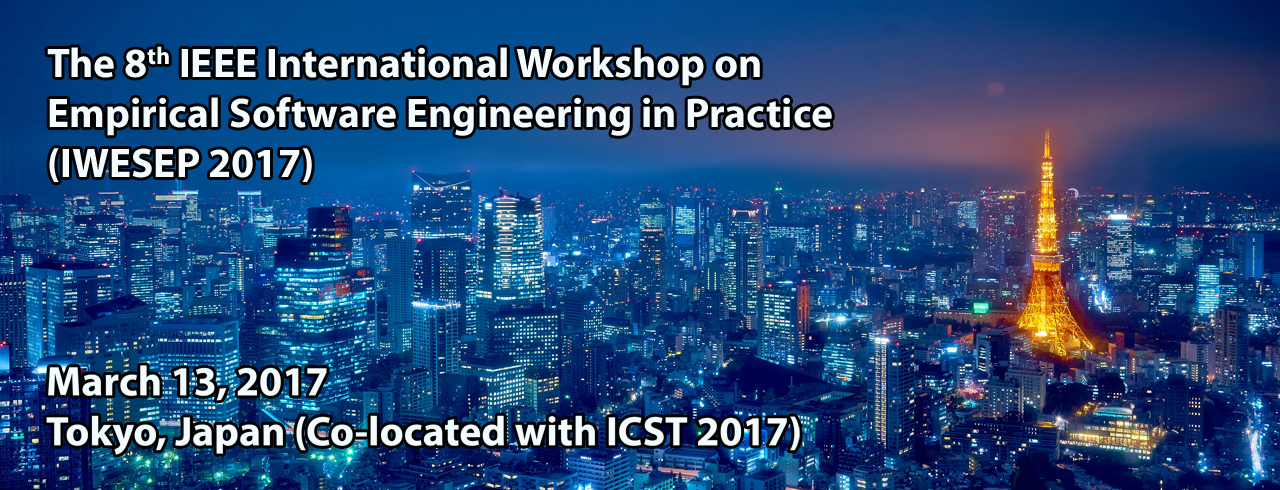 The 8th IEEE International Workshop on
Empirical Software Engineering in Practice
(IWESEP 2017)
March 13, 2017
Tokyo, Japan (Co-located with ICST 2017)